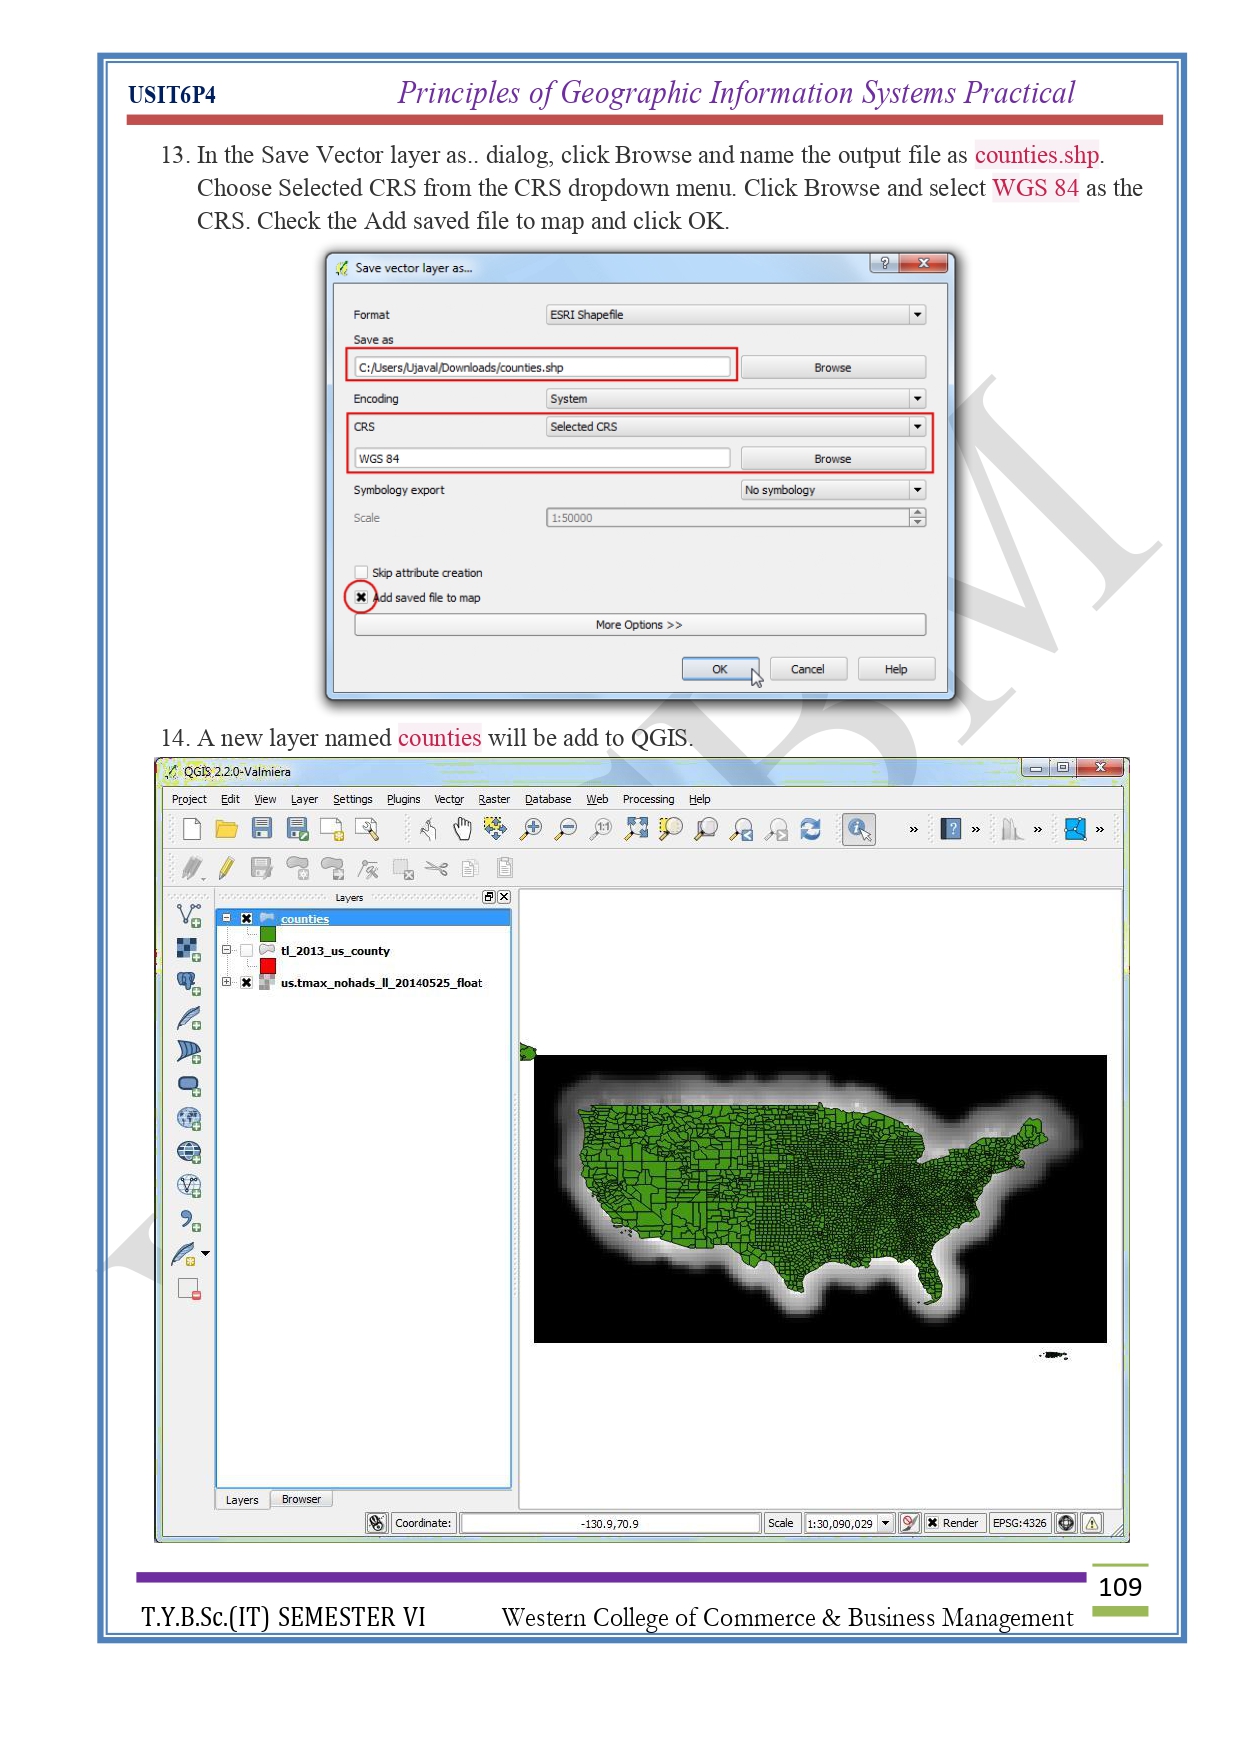 USIT6P4 Principles of Geographic Information Systems Practical
13. In the Save Vector layer as.. dialog, click Browse and name the output file as counties.shp.
Choose Selected CRS from the CRS dropdown menu. Click Browse and select WGS 84 as the
CRS. Check the Add saved file to map and click OK.
Save vector layer as...
Format ESRI Shapefile
Save as
C:/Users/Ujaval/Downloads/counties.shp Browse
Encoding System
CRS Selected CRS
WGS 84 Browse
Symbology export No symbology
Scale 1:50000
Skip attribute creation
Add saved file to map
More Options >>
OK Cancel Help
14. A new layer named counties will be add to QGIS.
QGIS 2.2.0-Valmiera
Project Edit View Layer Settings Plugins Vector Raster Database Web Processing Help
Layers
counties
tl_2013_us_county
us.tmax_nohads_ll_20140525_float
Layers Browser
Coordinate: -130.9,70.9 Scale 1:30,090,029 Render EPSG:4326
109
T.Y.B.Sc.(IT) SEMESTER VI Western College of Commerce & Business Management